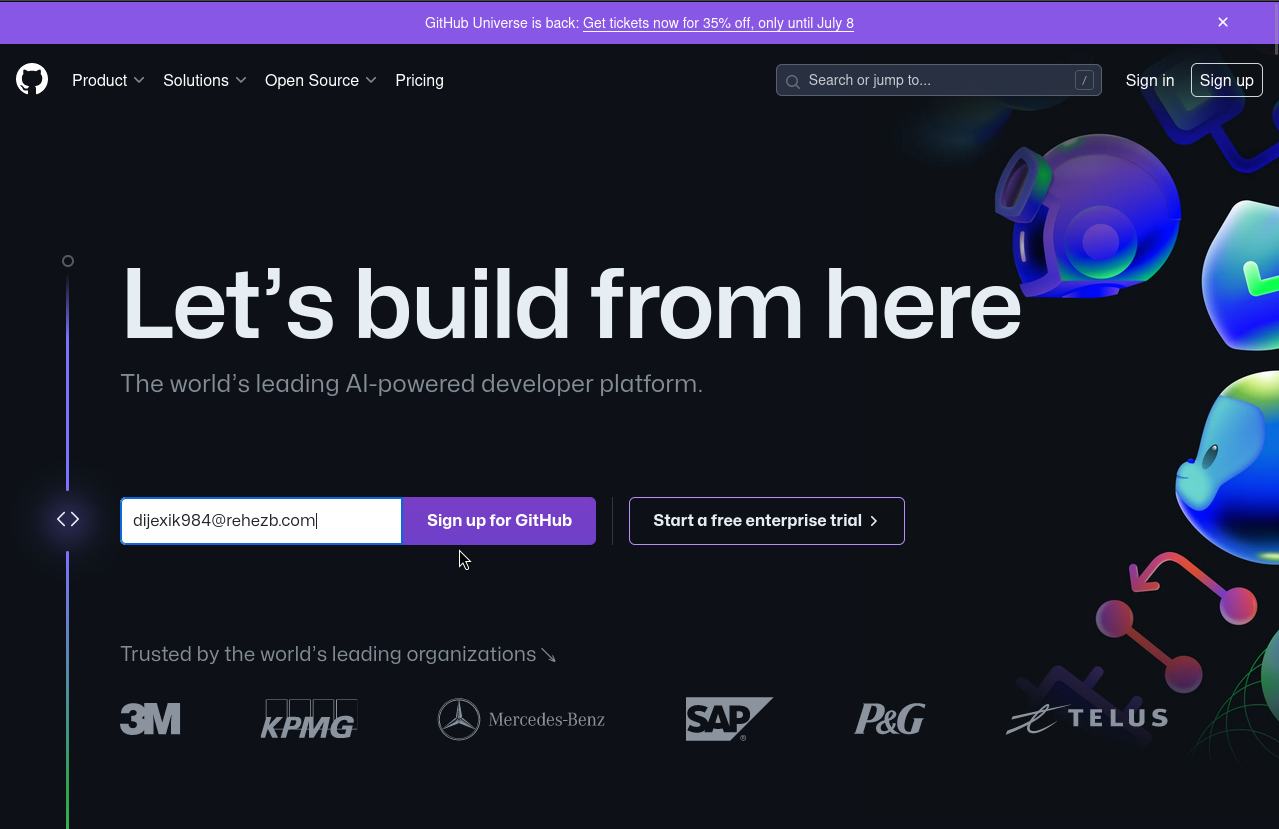 GitHub Universe is back: Get tickets now for 35% off, only until July 8
Product Solutions Open Source Pricing Search or jump to... / Sign in Sign up
Let’s build from here
The world’s leading AI-powered developer platform.
dijexik984@rehezb.com Sign up for GitHub Start a free enterprise trial
Trusted by the world’s leading organizations
3M KPMG Mercedes-Benz SAP P&G TELUS